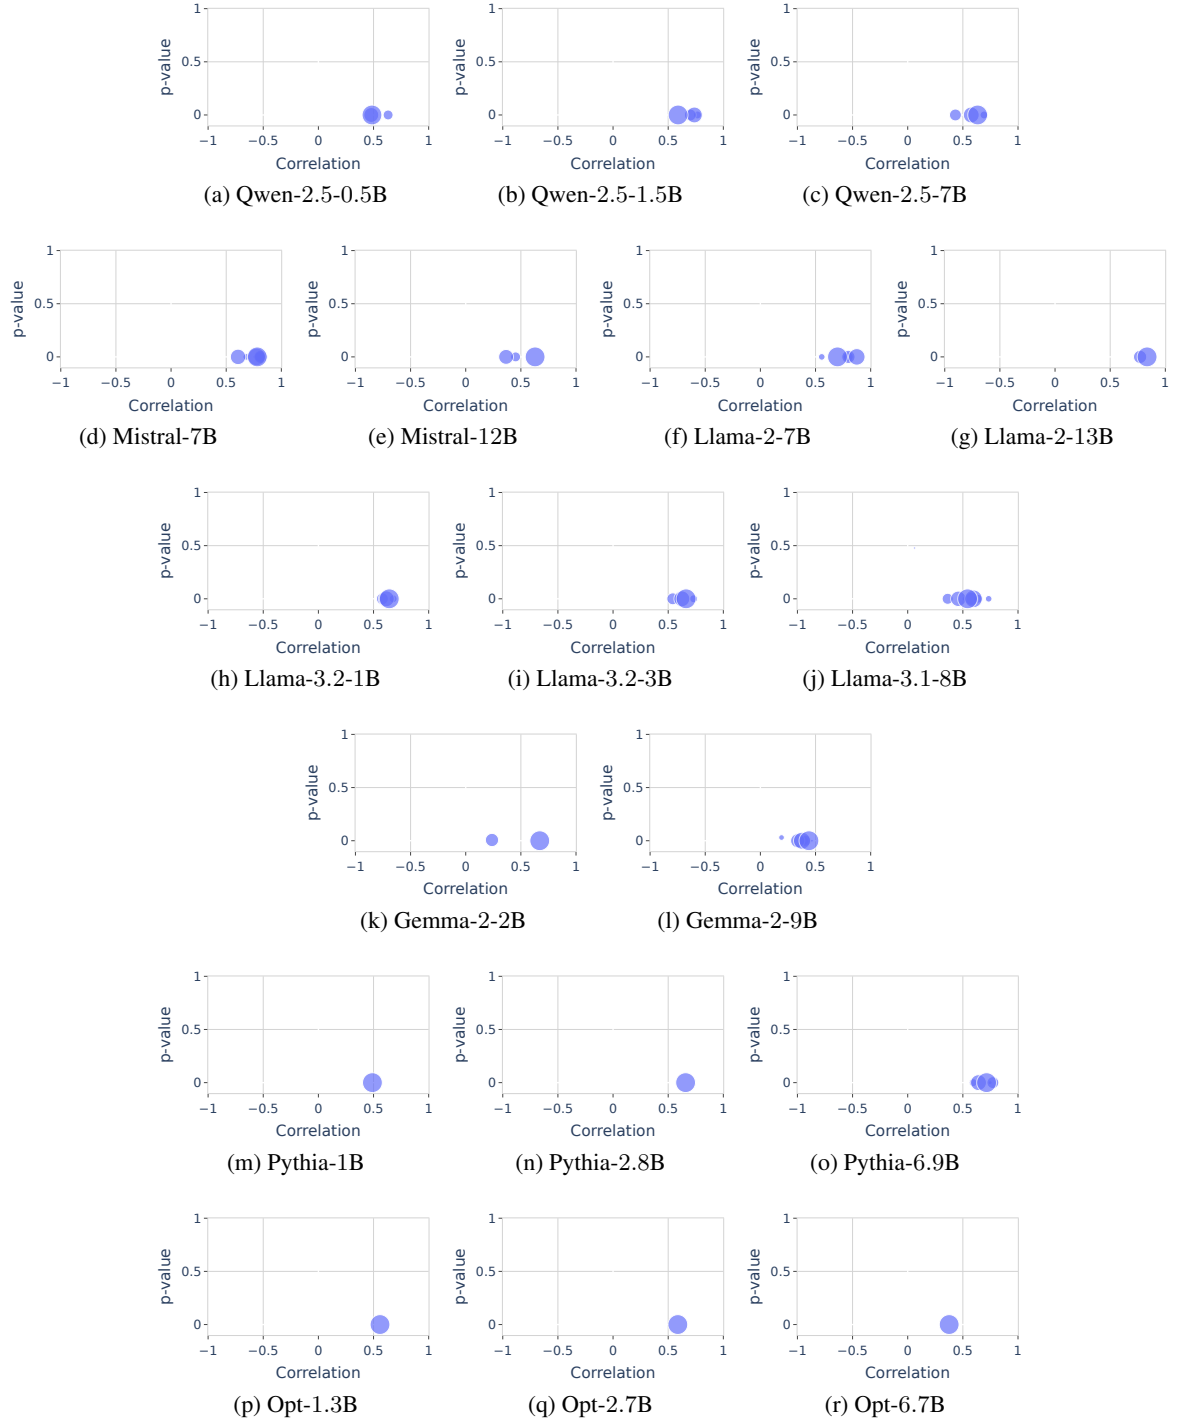 1
0.5
0
−1 −0.5 0 0.5 1
p-value
Correlation
(a) Qwen-2.5-0.5B
1
0.5
0
−1 −0.5 0 0.5 1
p-value
Correlation
(b) Qwen-2.5-1.5B
1
0.5
0
−1 −0.5 0 0.5 1
p-value
Correlation
(c) Qwen-2.5-7B
1
0.5
0
−1 −0.5 0 0.5 1
p-value
Correlation
(d) Mistral-7B
1
0.5
0
−1 −0.5 0 0.5 1
p-value
Correlation
(e) Mistral-12B
1
0.5
0
−1 −0.5 0 0.5 1
p-value
Correlation
(f) Llama-2-7B
1
0.5
0
−1 −0.5 0 0.5 1
p-value
Correlation
(g) Llama-2-13B
1
0.5
0
−1 −0.5 0 0.5 1
p-value
Correlation
(h) Llama-3.2-1B
1
0.5
0
−1 −0.5 0 0.5 1
p-value
Correlation
(i) Llama-3.2-3B
1
0.5
0
−1 −0.5 0 0.5 1
p-value
Correlation
(j) Llama-3.1-8B
1
0.5
0
−1 −0.5 0 0.5 1
p-value
Correlation
(k) Gemma-2-2B
1
0.5
0
−1 −0.5 0 0.5 1
p-value
Correlation
(l) Gemma-2-9B
1
0.5
0
−1 −0.5 0 0.5 1
p-value
Correlation
(m) Pythia-1B
1
0.5
0
−1 −0.5 0 0.5 1
p-value
Correlation
(n) Pythia-2.8B
1
0.5
0
−1 −0.5 0 0.5 1
p-value
Correlation
(o) Pythia-6.9B
1
0.5
0
−1 −0.5 0 0.5 1
p-value
Correlation
(p) Opt-1.3B
1
0.5
0
−1 −0.5 0 0.5 1
p-value
Correlation
(q) Opt-2.7B
1
0.5
0
−1 −0.5 0 0.5 1
p-value
Correlation
(r) Opt-6.7B